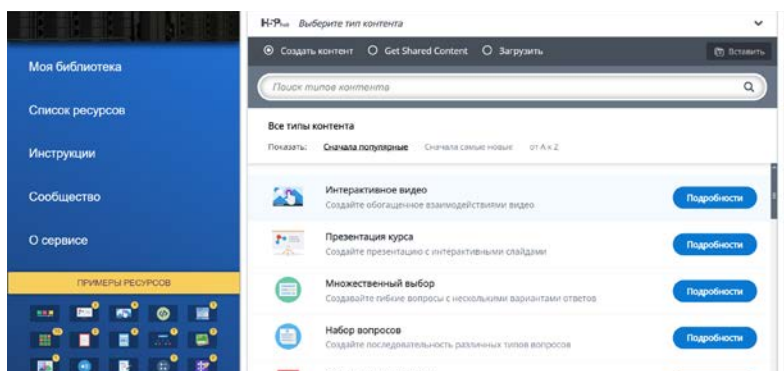 Моя библиотека
Список ресурсов
Инструкции
Сообщество
О сервисе
ПРИМЕРЫ РЕСУРСОВ
H-P Выберите тип контента
Создать контент Get Shared Content Загрузить Вставить
Поиск типов контента
Все типы контента
Показать: Сначала популярные Сначала самые новые от A к Z
Интерактивное видео
Создайте обогащенное взаимодействиями видео
Подробности
Презентация курса
Создайте презентацию с интерактивными слайдами
Подробности
Множественный выбор
Создавайте гибкие вопросы с несколькими вариантами ответов
Подробности
Набор вопросов
Создайте последовательность различных типов вопросов
Подробности